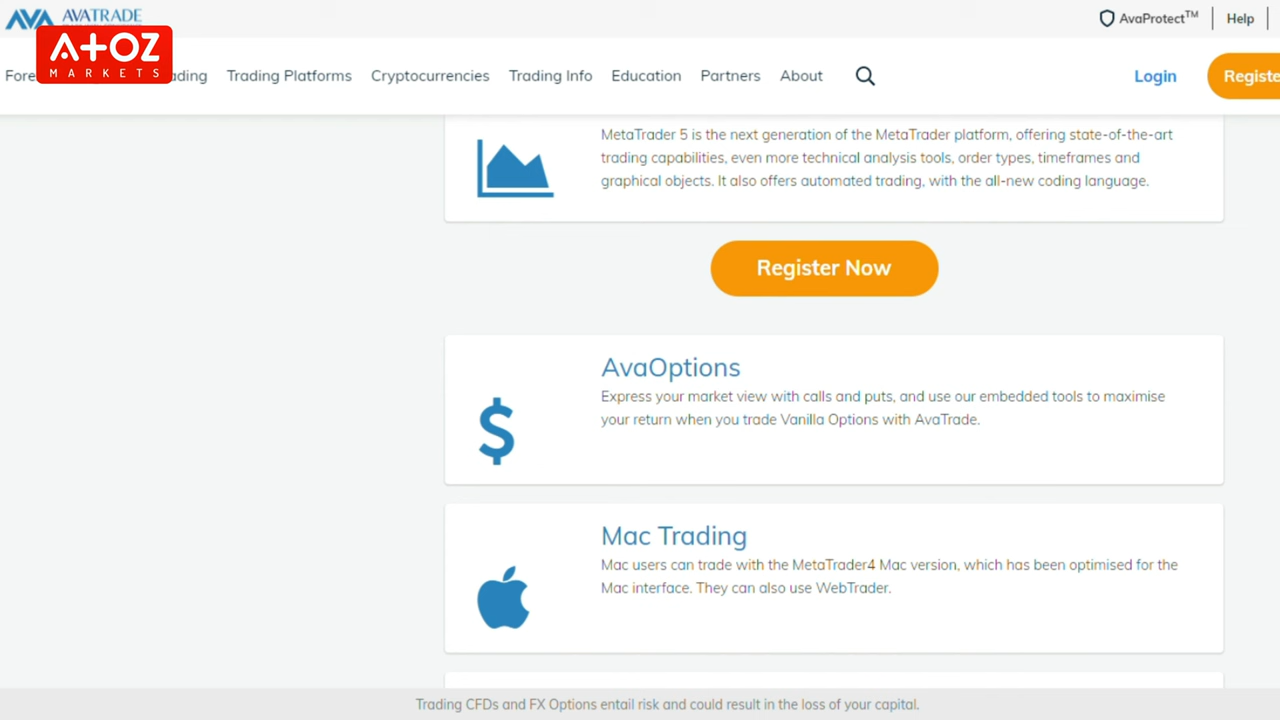 AVA AVATRADE
AvaProtect™
Help
A+OZ
MARKETS
Trading Platforms
Cryptocurrencies
Trading Info
Education
Partners
About
Login
MetaTrader 5 is the next generation of the MetaTrader platform, offering state-of-the-art
trading capabilities, even more technical analysis tools, order types, timeframes and
graphical objects. It also offers automated trading, with the all-new coding language.
Register Now
AvaOptions
Express your market view with calls and puts, and use our embedded tools to maximise
your return when you trade Vanilla Options with AvaTrade.
Mac Trading
Mac users can trade with the MetaTrader4 Mac version, which has been optimised for the
Mac interface. They can also use WebTrader.
Trading CFDs and FX Options entail risk and could result in the loss of your capital.